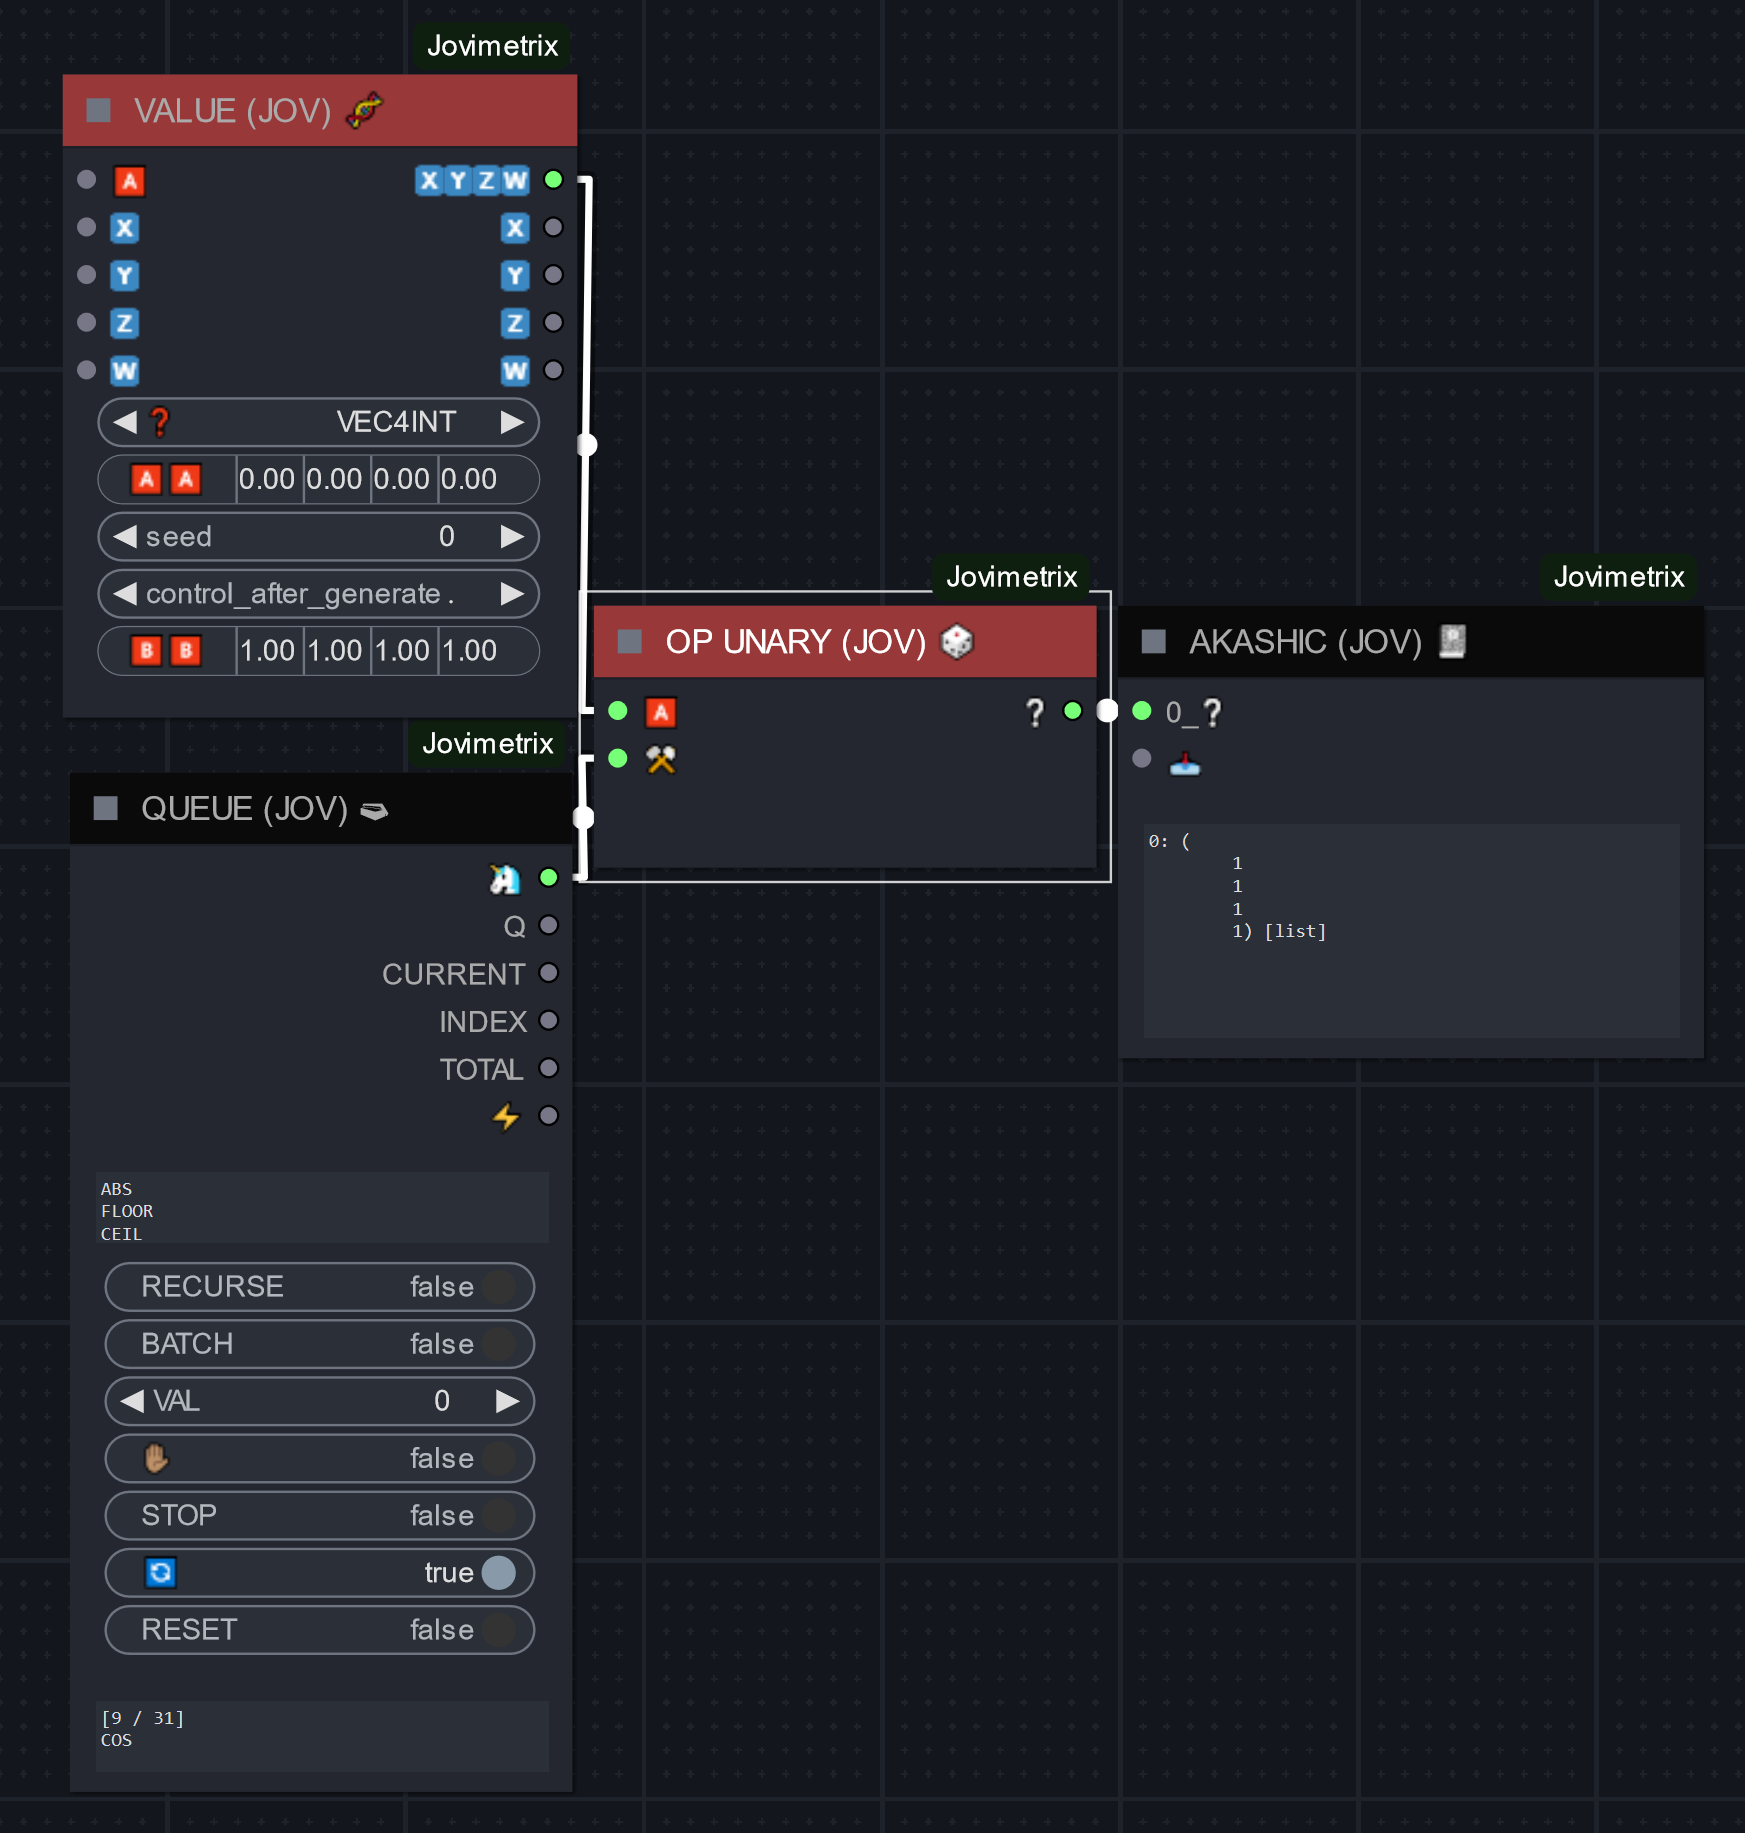 Jovimetrix
VALUE (JOV)
A XYZW
X X
Y Y
Z Z
W W
❓ VEC4INT
A A 0.00 0.00 0.00 0.00
seed 0
control_after_generate .
B B 1.00 1.00 1.00 1.00
Jovimetrix
OP UNARY (JOV)
A ?
Jovimetrix
AKASHIC (JOV)
0_?
0: (
1
1
1
1) [list]
Jovimetrix
QUEUE (JOV)
Q
CURRENT
INDEX
TOTAL
ABS
FLOOR
CEIL
RECURSE false
BATCH false
VAL 0
false
STOP false
true
RESET false
[9 / 31]
COS